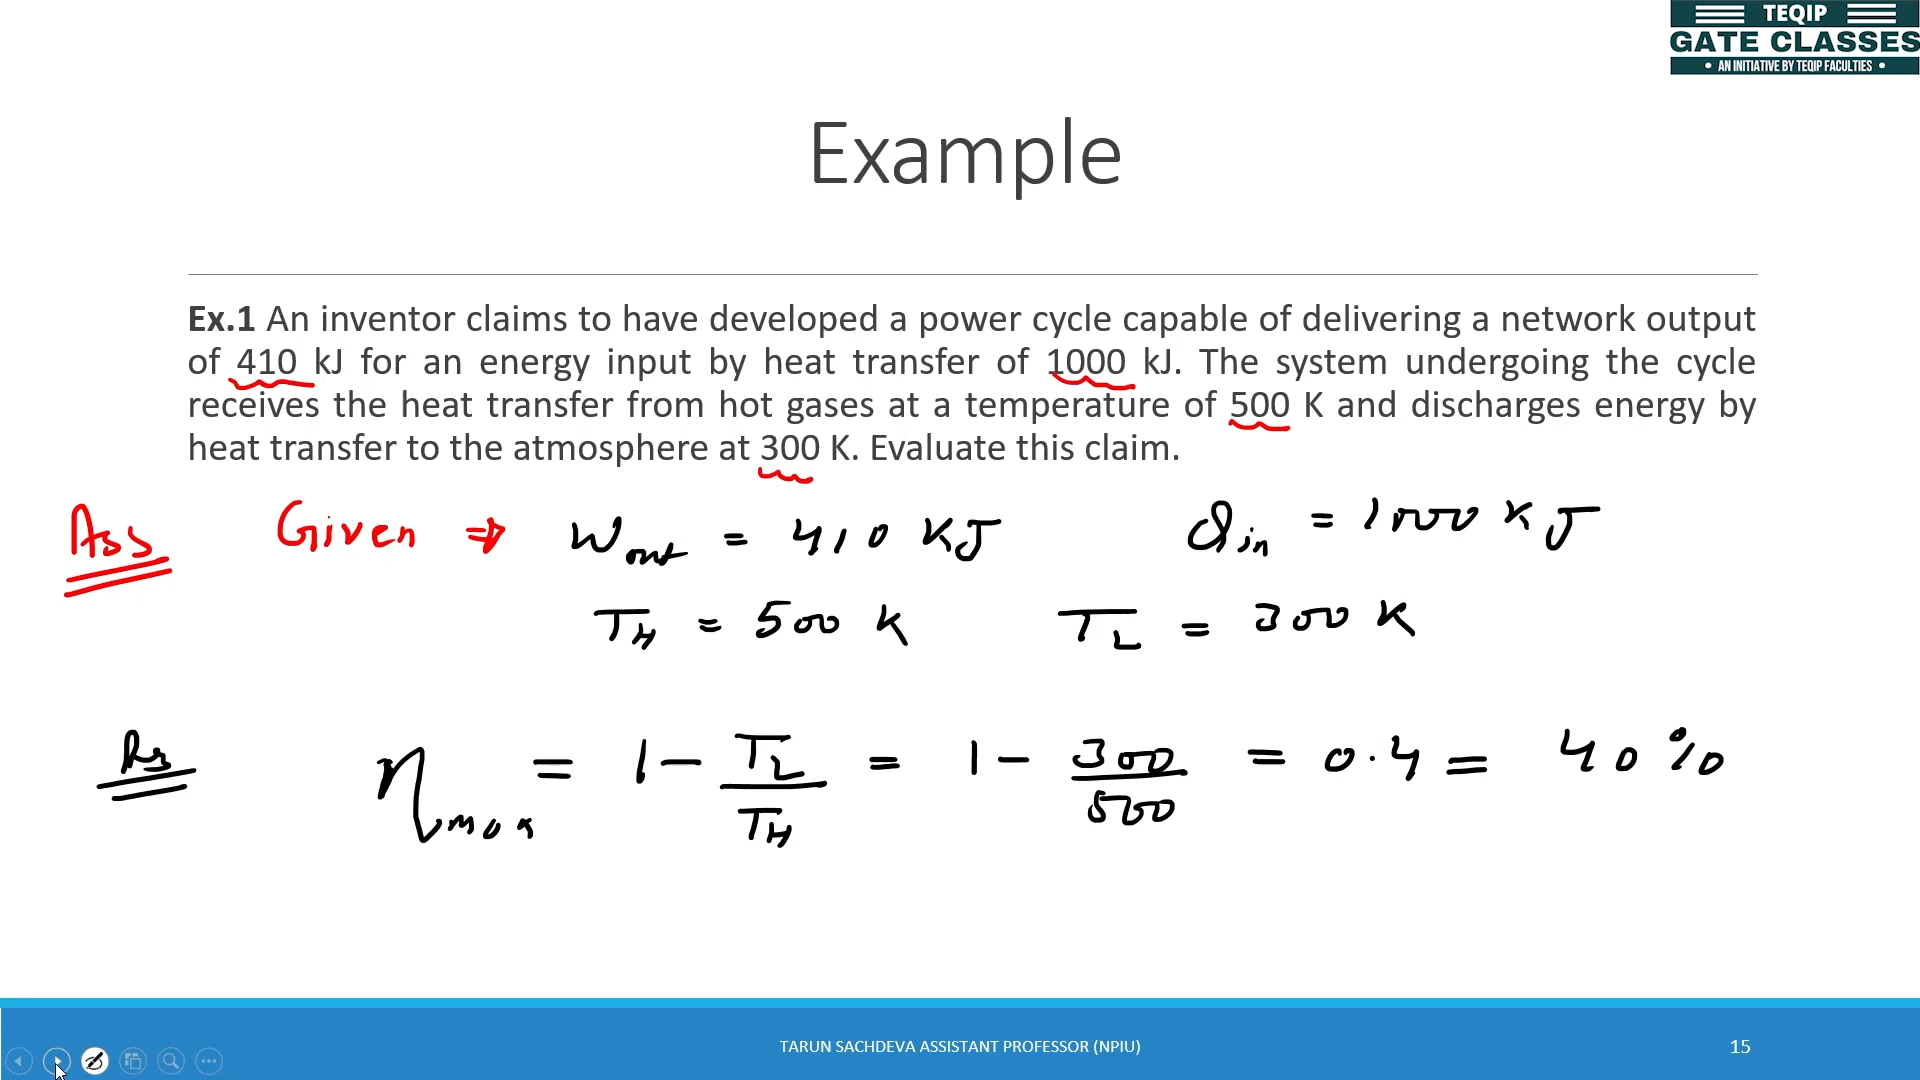 TEQIP
GATE CLASSES
• AN INITIATIVE BY TEQIP FACULTIES •
Example
Ex.1 An inventor claims to have developed a power cycle capable of delivering a network output
of 410 kJ for an energy input by heat transfer of 1000 kJ. The system undergoing the cycle
receives the heat transfer from hot gases at a temperature of 500 K and discharges energy by
heat transfer to the atmosphere at 300 K. Evaluate this claim.
Given ⇒ Wout = 410 KJ Qin = 1000 KJ
TH = 500 K TL = 300 K
ηmax = 1 - TL/TH = 1 - 300/500 = 0.4 = 40%
TARUN SACHDEVA ASSISTANT PROFESSOR (NPIU)
15